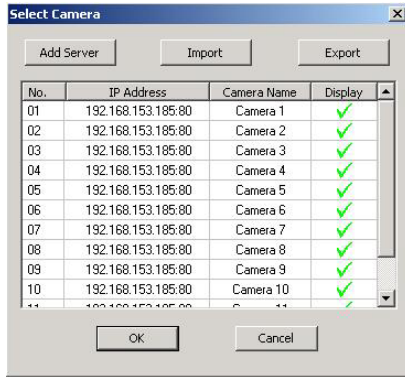 Select Camera
Add Server Import Export
No. IP Address Camera Name Display
01 192.168.153.185:80 Camera 1
02 192.168.153.185:80 Camera 2
03 192.168.153.185:80 Camera 3
04 192.168.153.185:80 Camera 4
05 192.168.153.185:80 Camera 5
06 192.168.153.185:80 Camera 6
07 192.168.153.185:80 Camera 7
08 192.168.153.185:80 Camera 8
09 192.168.153.185:80 Camera 9
10 192.168.153.185:80 Camera 10
OK Cancel